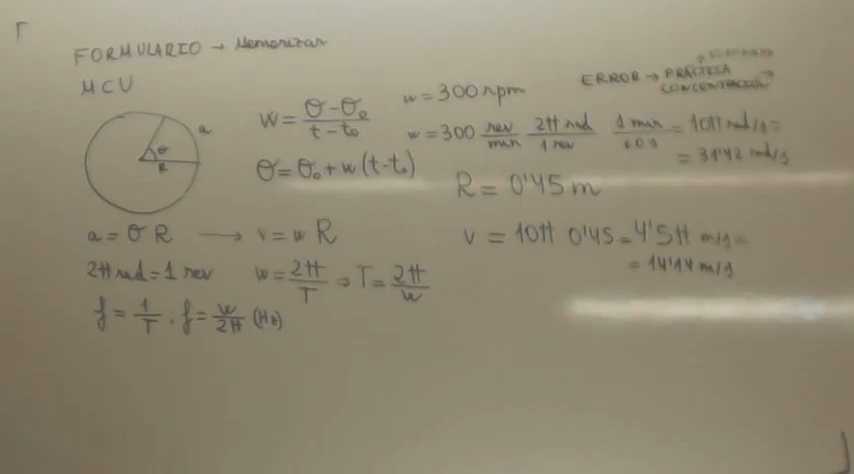 FORMULARIO → Memorizar
MCU
a
θ
R
W = (θ - θ₀)/(t - t₀)
θ = θ₀ + w (t - t₀)
a = θ R → v = w R
2π rad = 1 rev
w = 2π/T ⇒ T = 2π/w
f = 1/T . f = w/2π (Hz)
w = 300 rpm
w = 300 rev/min 2π rad/1 rev 1 min/60 s = 10π rad/s =
= 31'42 rad/s
R = 0'45 m
v = 10π 0'45 = 4'5π m/s =
= 14'14 m/s
ERROR → PRÁCTICA
CONCENTRACIÓN